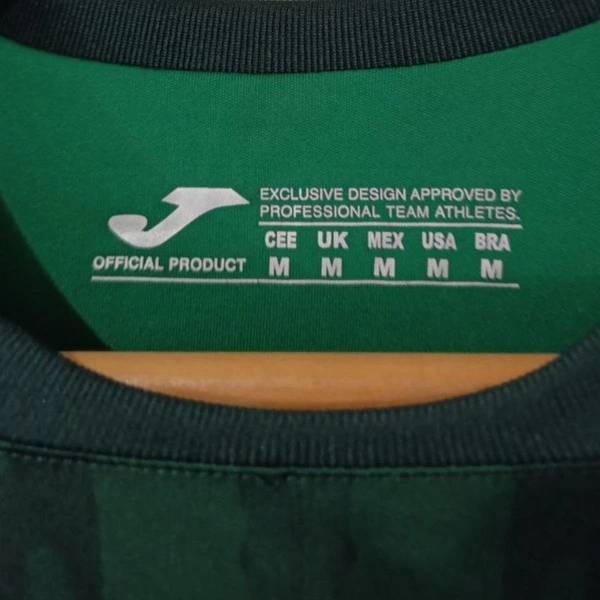 EXCLUSIVE DESIGN APPROVED BY
PROFESSIONAL TEAM ATHLETES.
CEE UK MEX USA BRA
OFFICIAL PRODUCT M M M M M